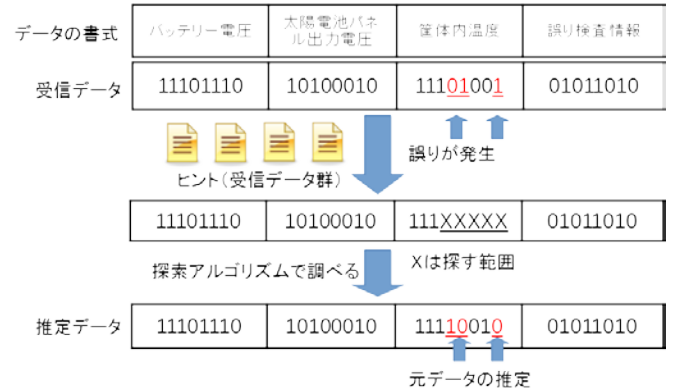 データの書式 バッテリー電圧 太陽電池パネル出力電圧 筐体内温度 誤り検査情報
受信データ 11101110 10100010 11101001 01011010
誤りが発生
ヒント(受信データ群)
11101110 10100010 111XXXXX 01011010
Xは探す範囲
探索アルゴリズムで調べる
推定データ 11101110 10100010 11110010 01011010
元データの推定